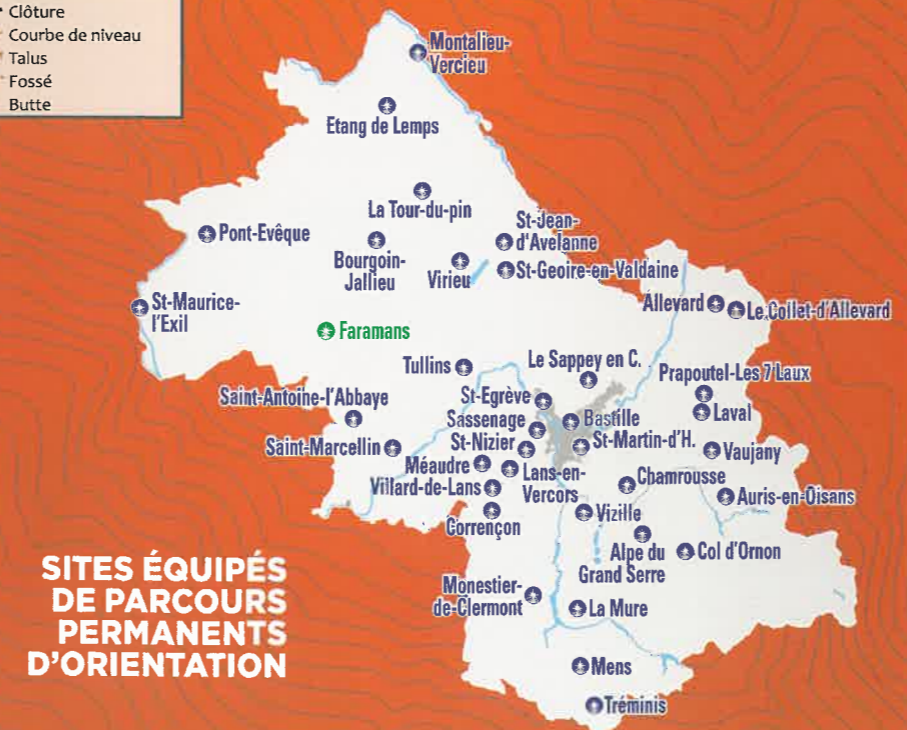 Clôture
Courbe de niveau
Talus
Fossé
Butte
Montalieu-
Vercieu
Etang de Lemps
La Tour-du-pin
St-Jean-
d'Avelanne
Pont-Evêque
Bourgoin-
Jallieu
Virieu
St-Geoire-en-Valdaine
St-Maurice-
l'Exil
Allevard
Le Collet-d'Allevard
Faramans
Tullins
Le Sappey en C.
Prapoutel-Les 7 Laux
Saint-Antoine-l'Abbaye
St-Egrève
Laval
Sassenage
Bastille
Saint-Marcellin
St-Nizier
St-Martin-d'H.
Vaujany
Méaudre
Lans-en-
Vercors
Chamrousse
Villard-de-Lans
Auris-en-Oisans
Corrençon
Vizille
Alpe du
Grand Serre
Col d'Ornon
SITES ÉQUIPÉS
DE PARCOURS
PERMANENTS
D'ORIENTATION
Monestier-
de-Clermont
La Mure
Mens
Tréminis